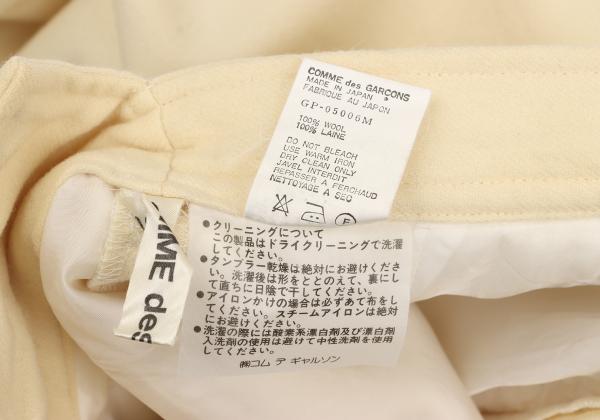 COMME des GARCONS
MADE IN JAPAN
FABRIQUE AU JAPON
GP-05006M
100% WOOL
100% LAINE
DO NOT BLEACH
USE WARM IRON
DRY CLEAN ONLY
JAVEL INTERDIT
REPASSER A FERCHAUD
NETTOYAGE A SEC
COMME des
●クリーニングについて
この製品はドライクリーニングで洗濯
してください。
●タンブラー乾燥は絶対にお避けくださ
い。洗濯後は形をととのえて、裏にし
て直ちに日陰で干してください。
●アイロンかけの場合は必ずあて布をし
てください。スチームアイロンは絶対
にお避けください。
●洗濯の際には酸素系漂白剤及び漂白剤
入洗剤の使用は避けて中性洗剤を使用
してください。
㈱コム デ ギャルソン